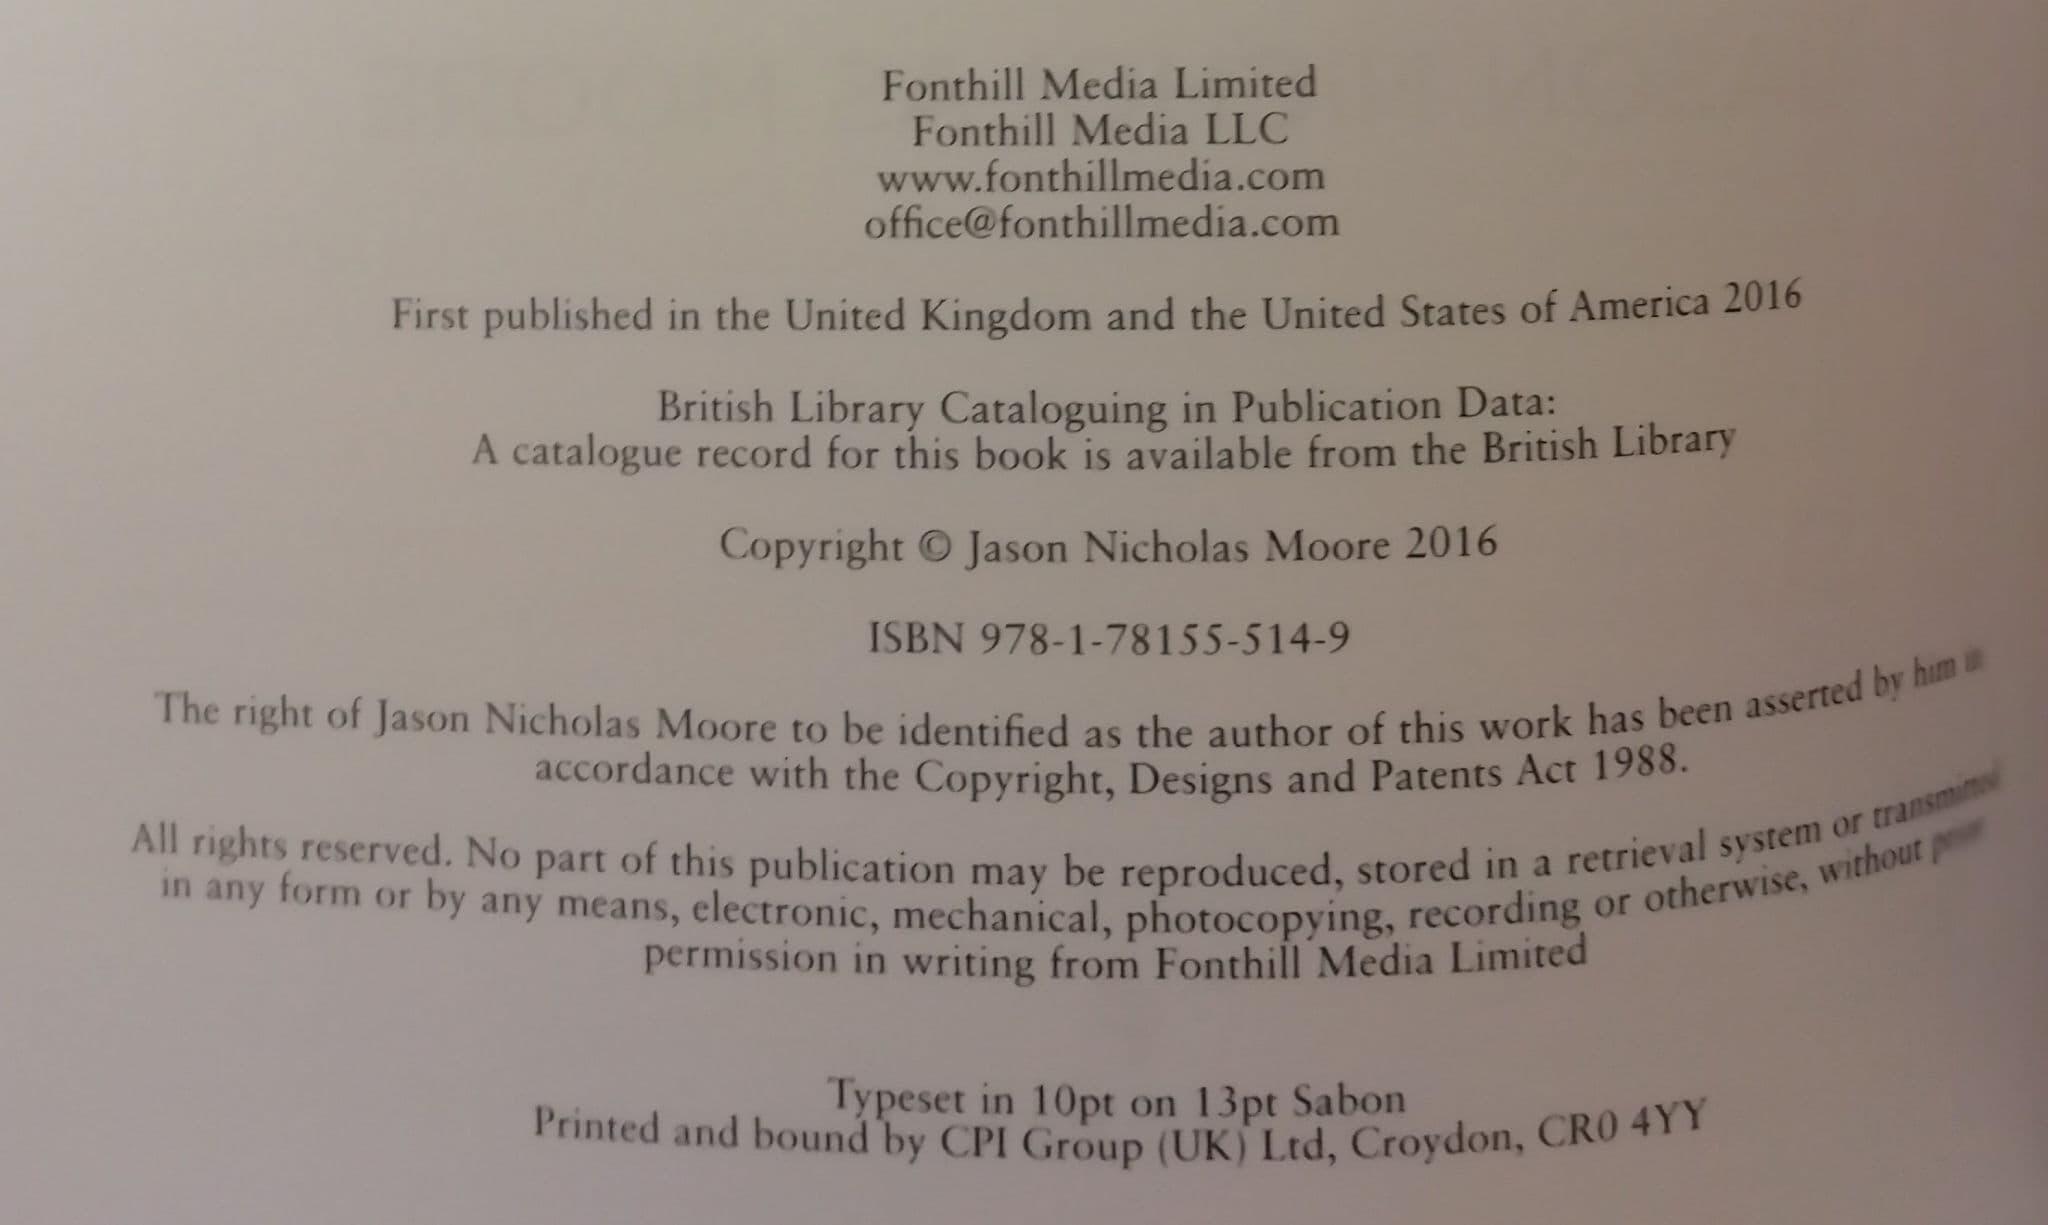 Fonthill Media Limited
Fonthill Media LLC
www.fonthillmedia.com
office@fonthillmedia.com
First published in the United Kingdom and the United States of America 2016
British Library Cataloguing in Publication Data:
A catalogue record for this book is available from the British Library
Copyright © Jason Nicholas Moore 2016
ISBN 978-1-78155-514-9
The right of Jason Nicholas Moore to be identified as the author of this work has been asserted by him in
accordance with the Copyright, Designs and Patents Act 1988.
All rights reserved. No part of this publication may be reproduced, stored in a retrieval system or transmitted
in any form or by any means, electronic, mechanical, photocopying, recording or otherwise, without prior
permission in writing from Fonthill Media Limited
Typeset in 10pt on 13pt Sabon
Printed and bound by CPI Group (UK) Ltd, Croydon, CR0 4YY